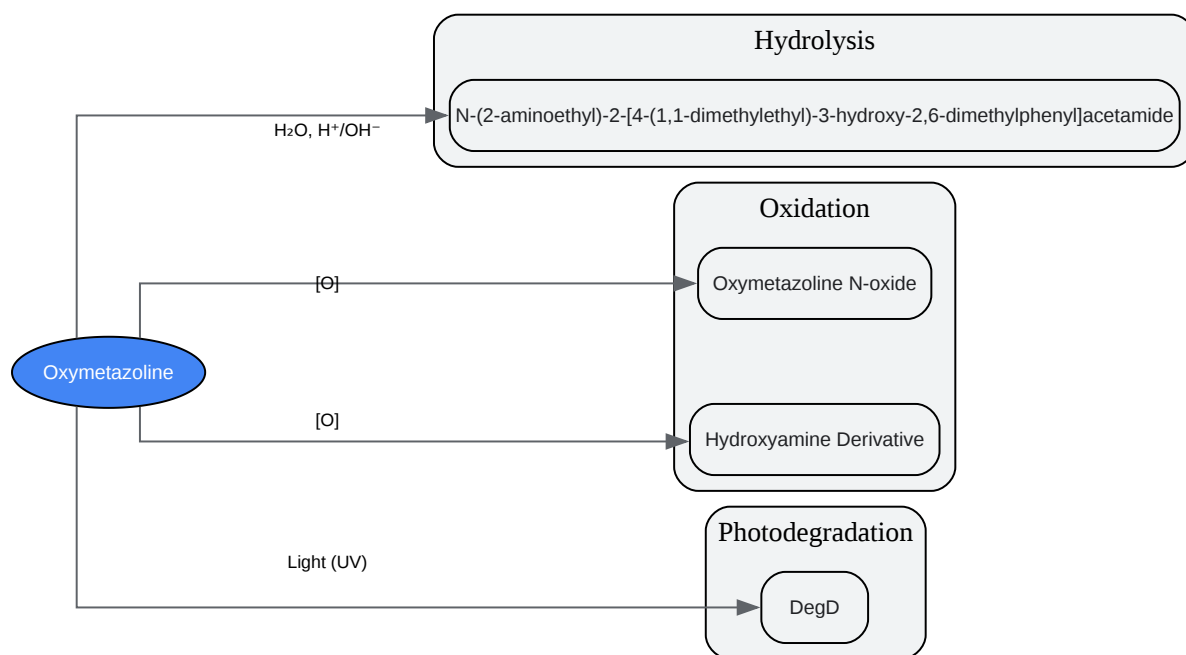 Hydrolysis
N-(2-aminoethyl)-2-[4-(1,1-dimethylethyl)-3-hydroxy-2,6-dimethylphenyl]acetamide
H₂O, H⁺/OH⁻
Oxidation
[O]
Oxymetazoline N-oxide
Oxymetazoline
[O]
Hydroxyamine Derivative
Photodegradation
Light (UV)
DegD